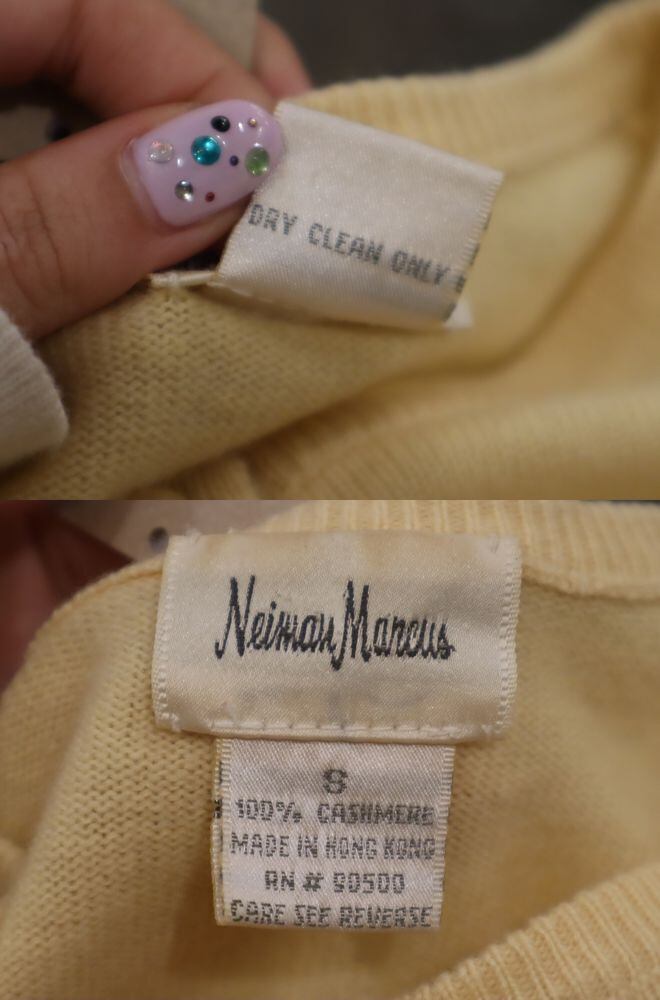 DRY CLEAN ONLY
Neiman Marcus
S
100% CASHMERE
MADE IN HONG KONG
RN # 90500
CARE SEE REVERSE